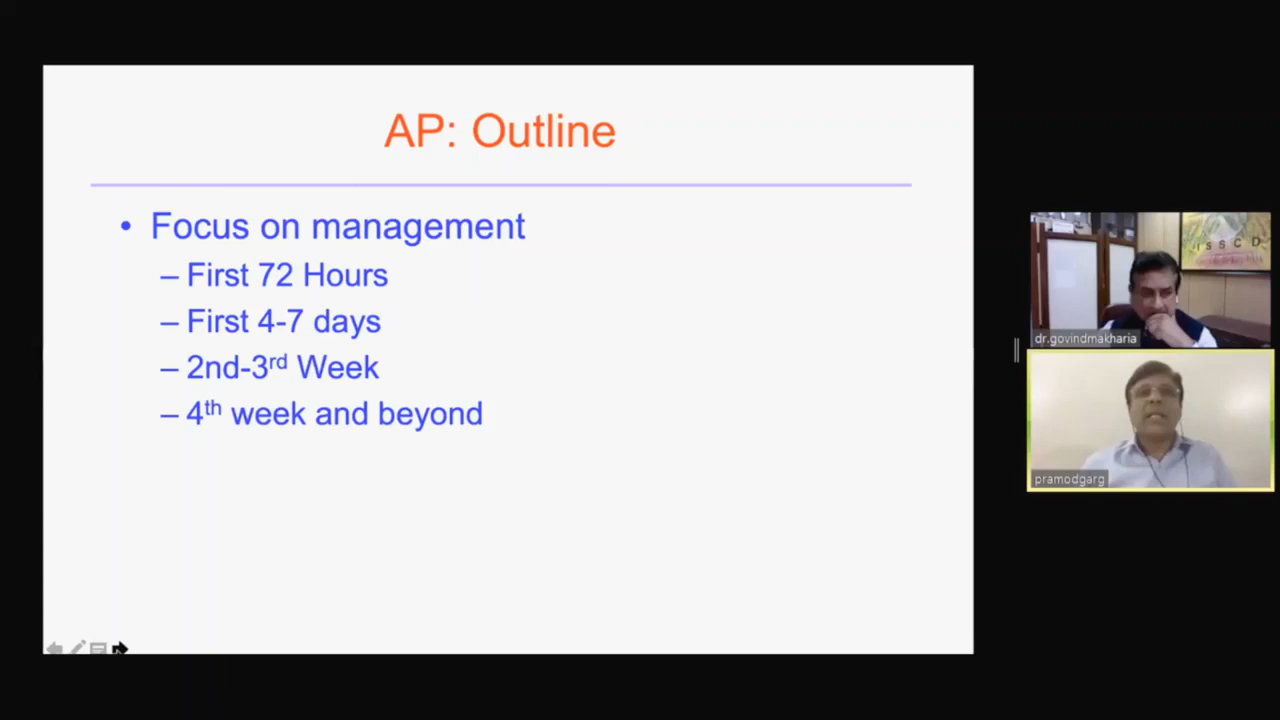 AP: Outline
• Focus on management
– First 72 Hours
– First 4-7 days
– 2nd-3rd Week
– 4th week and beyond
ISSCD
dr.govindmakharia
pramodgarg